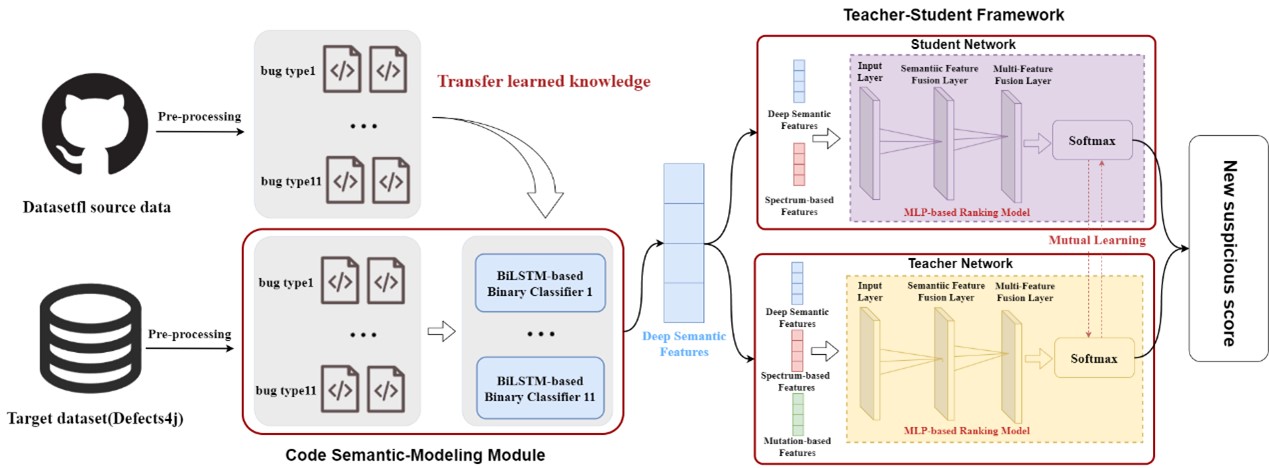 Teacher-Student Framework
Student Network
bug type1
</>
</>
...
bug type11
</>
</>
Pre-processing
Datasetfl source data
Transfer learned knowledge
Pre-processing
Target dataset(Defects4j)
bug type1
</>
</>
...
bug type11
</>
</>
BiLSTM-based
Binary Classifier 1
...
BiLSTM-based
Binary Classifier 11
Code Semantic-Modeling Module
Deep Semantic
Features
Deep Semantic
Features
Spectrum-based
Features
Input
Layer
Semantiic Feature
Fusion Layer
Multi-Feature
Fusion Layer
Softmax
MLP-based Ranking Model
Mutual Learning
Teacher Network
Deep Semantic
Features
Spectrum-based
Features
Mutation-based
Features
Input
Layer
Semantiic Feature
Fusion Layer
Multi-Feature
Fusion Layer
Softmax
MLP-based Ranking Model
New suspicious score